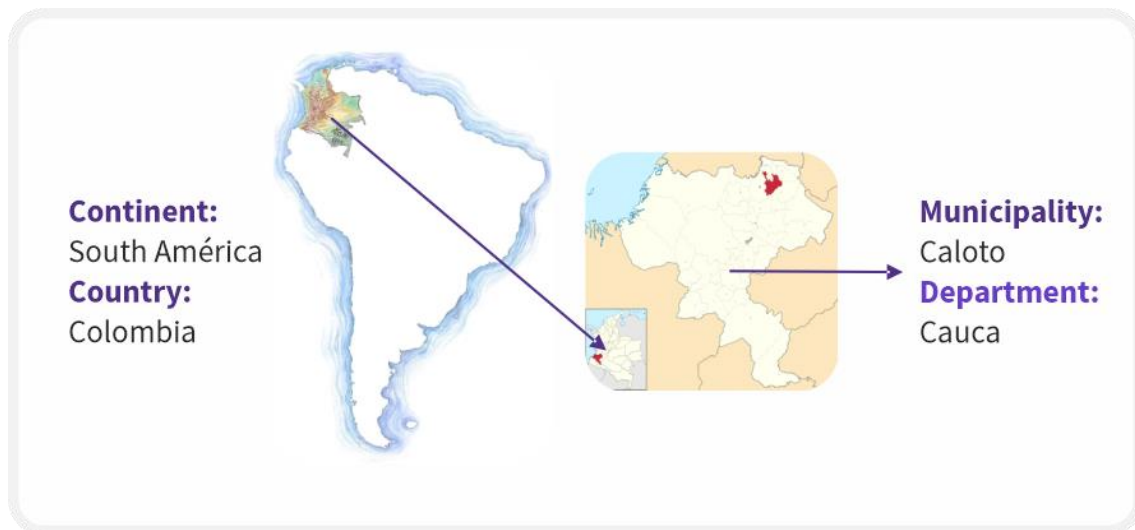 Continent:
South América
Country:
Colombia
Municipality:
Caloto
Department:
Cauca